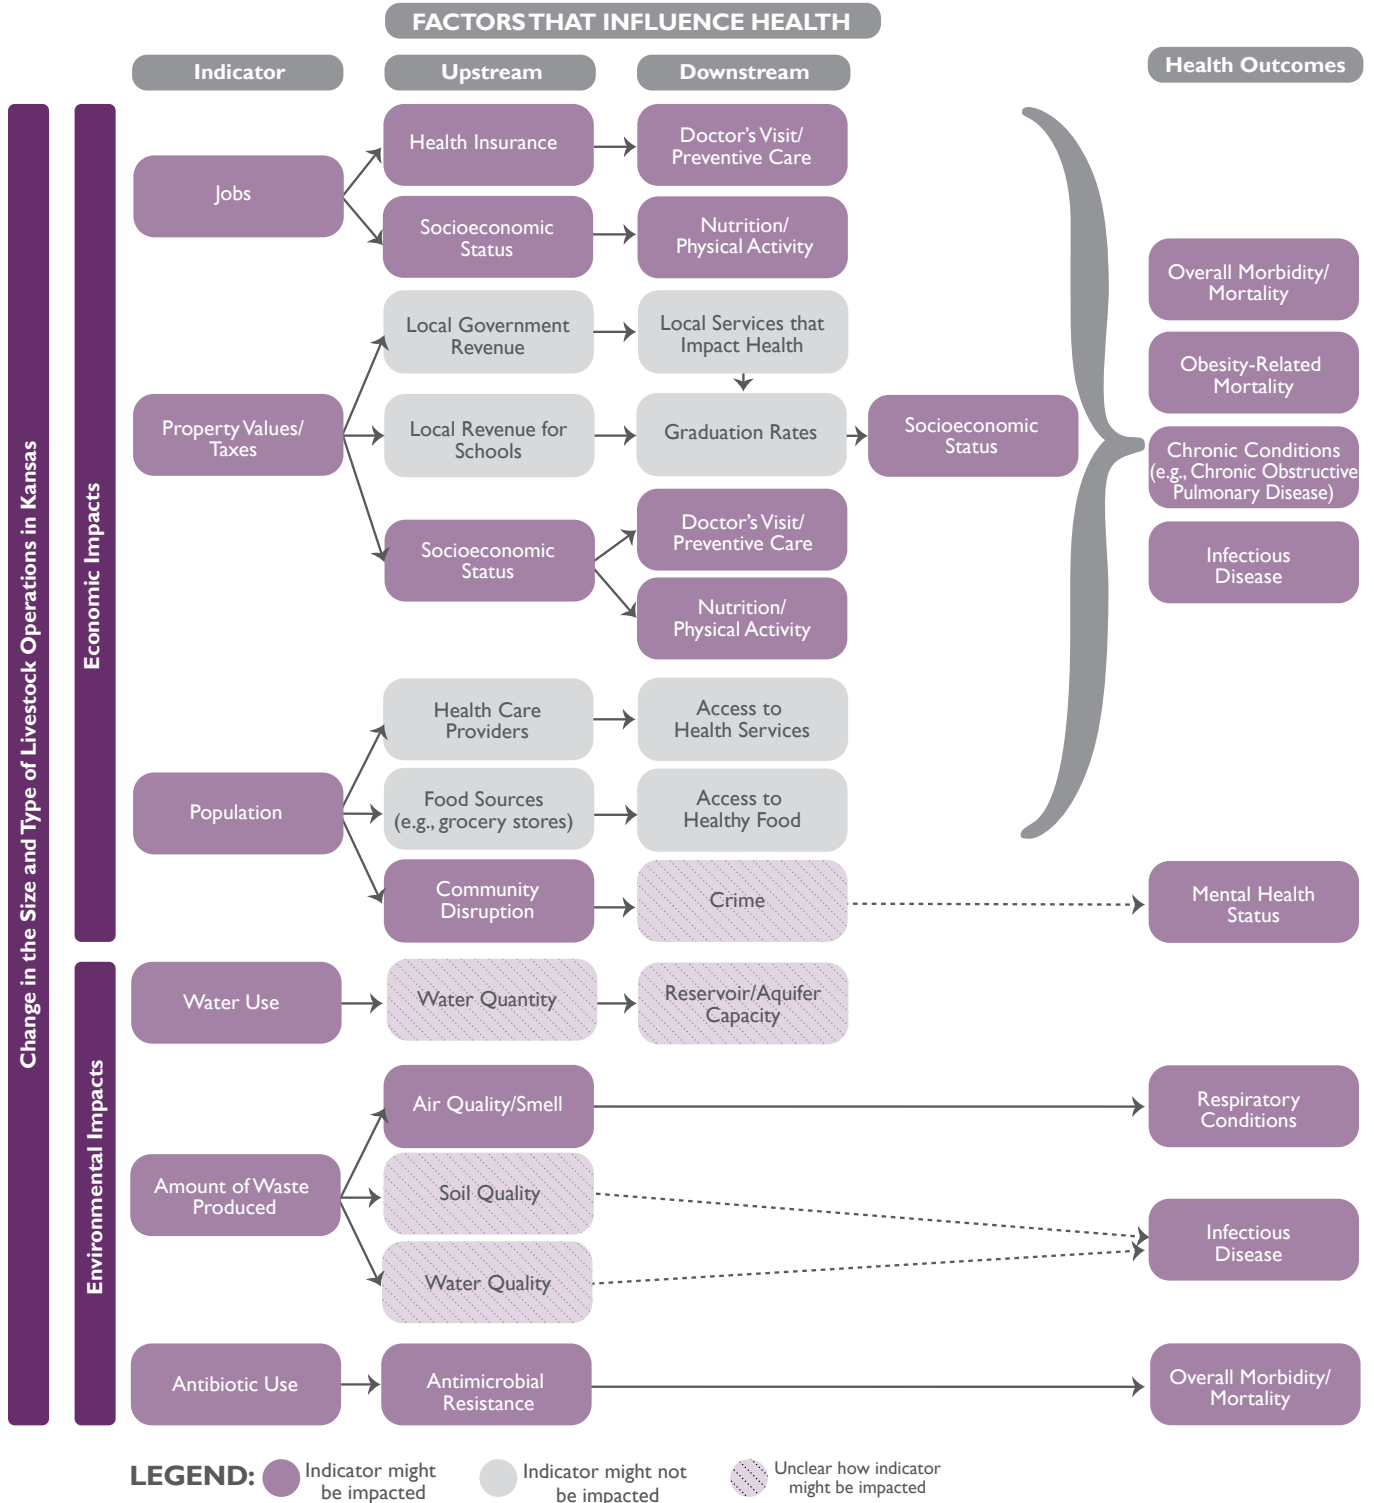 FACTORS THAT INFLUENCE HEALTH
Indicator
Upstream
Downstream
Health Outcomes
Change in the Size and Type of Livestock Operations in Kansas
Economic Impacts
Jobs
Health Insurance
Doctor's Visit/
Preventive Care
Socioeconomic
Status
Nutrition/
Physical Activity
Property Values/
Taxes
Local Government
Revenue
Local Services that
Impact Health
Local Revenue for
Schools
Graduation Rates
Socioeconomic
Status
Socioeconomic
Status
Doctor's Visit/
Preventive Care
Nutrition/
Physical Activity
Overall Morbidity/
Mortality
Obesity-Related
Mortality
Chronic Conditions
(e.g., Chronic Obstructive
Pulmonary Disease)
Infectious
Disease
Population
Health Care
Providers
Access to
Health Services
Food Sources
(e.g., grocery stores)
Access to
Healthy Food
Community
Disruption
Crime
Mental Health
Status
Environmental Impacts
Water Use
Water Quantity
Reservoir/Aquifer
Capacity
Amount of Waste
Produced
Air Quality/Smell
Respiratory
Conditions
Soil Quality
Water Quality
Infectious
Disease
Antibiotic Use
Antimicrobial
Resistance
Overall Morbidity/
Mortality
LEGEND:
Indicator might
be impacted
Indicator might not
be impacted
Unclear how indicator
might be impacted